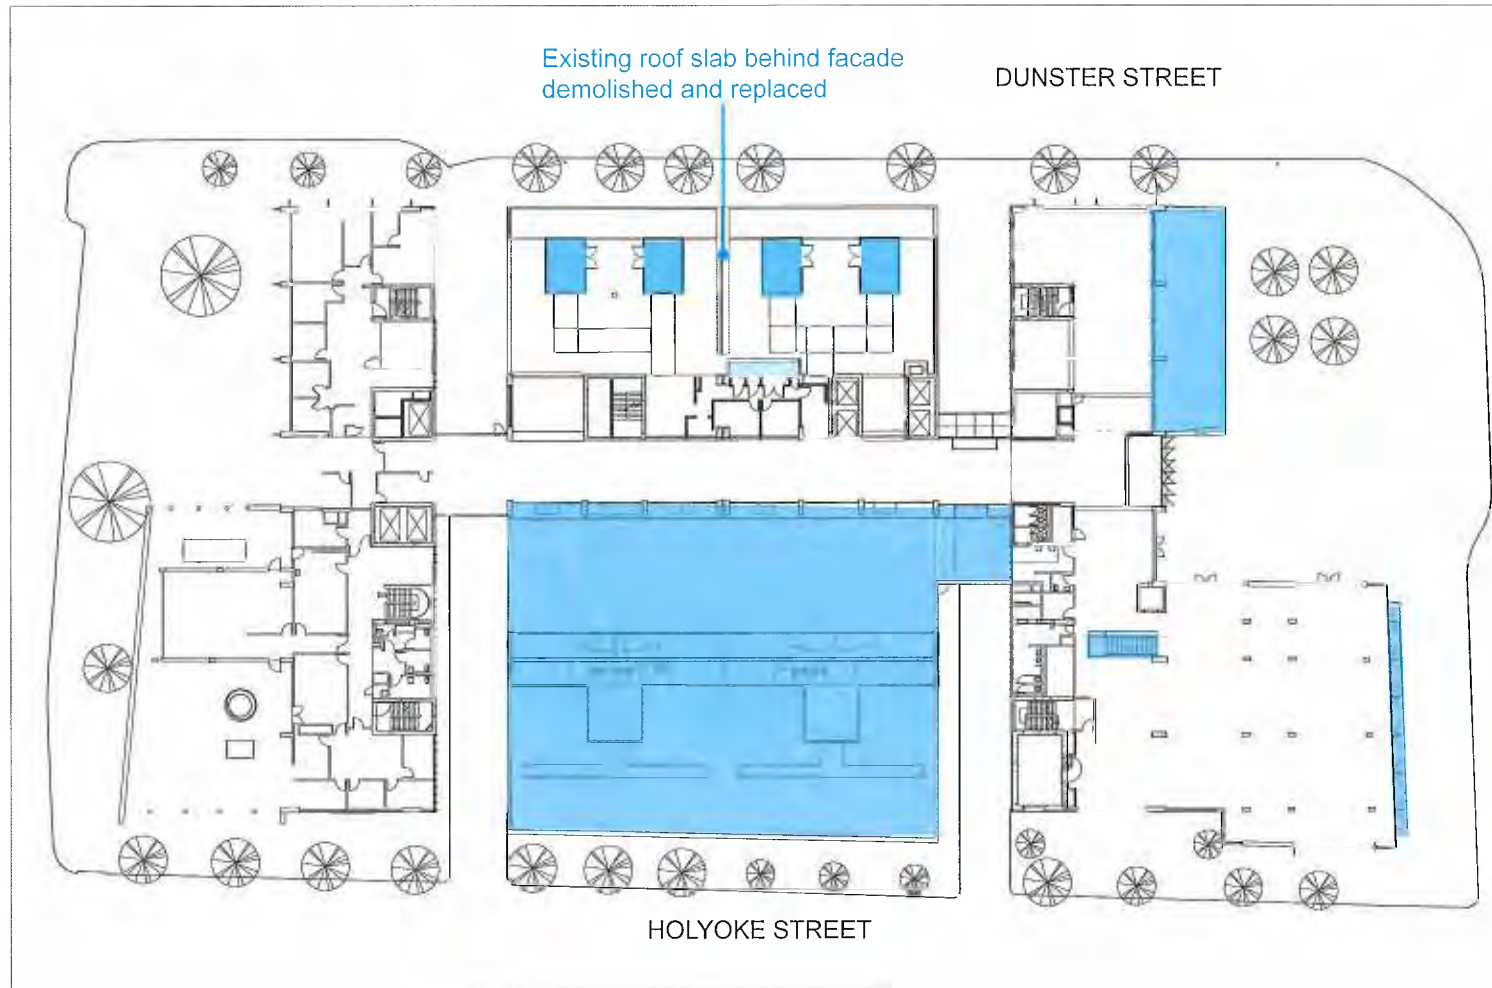 Existing roof slab behind facade
demolished and replaced
DUNSTER STREET
HOLYOKE STREET